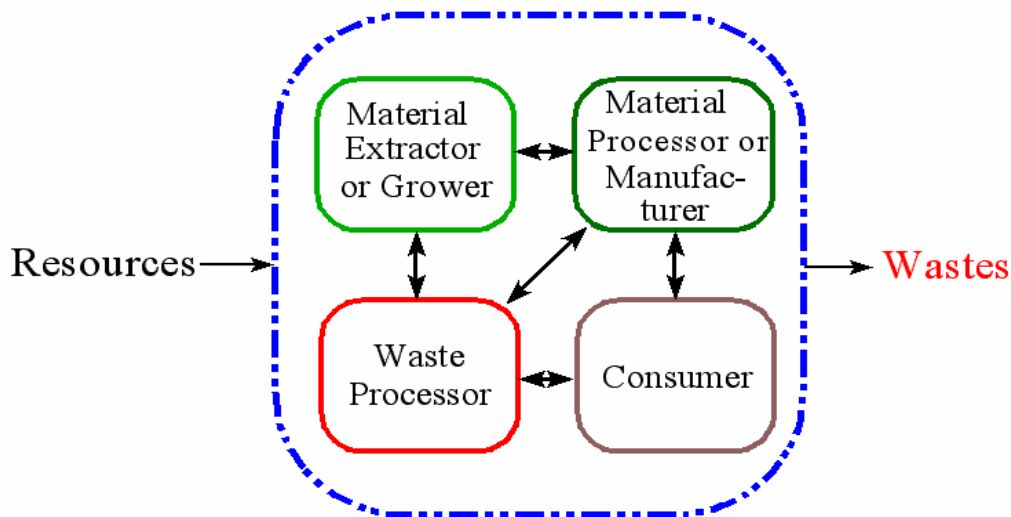 Material
Extractor
or Grower
Material
Processor or
Manufac-
turer
Resources
Wastes
Waste
Processor
Consumer